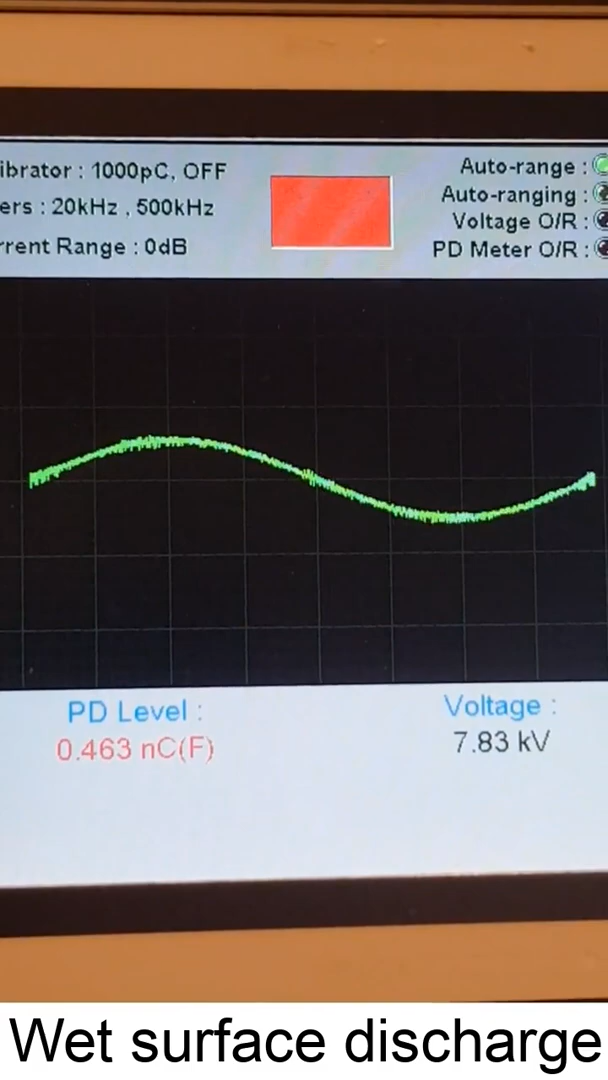 ibrator : 1000pC, OFF
ers : 20kHz , 500kHz
rrent Range : 0dB
Auto-range :
Auto-ranging :
Voltage O/R :
PD Meter O/R :
PD Level :
0.463 nC(F)
Voltage :
7.83 kV
Wet surface discharge